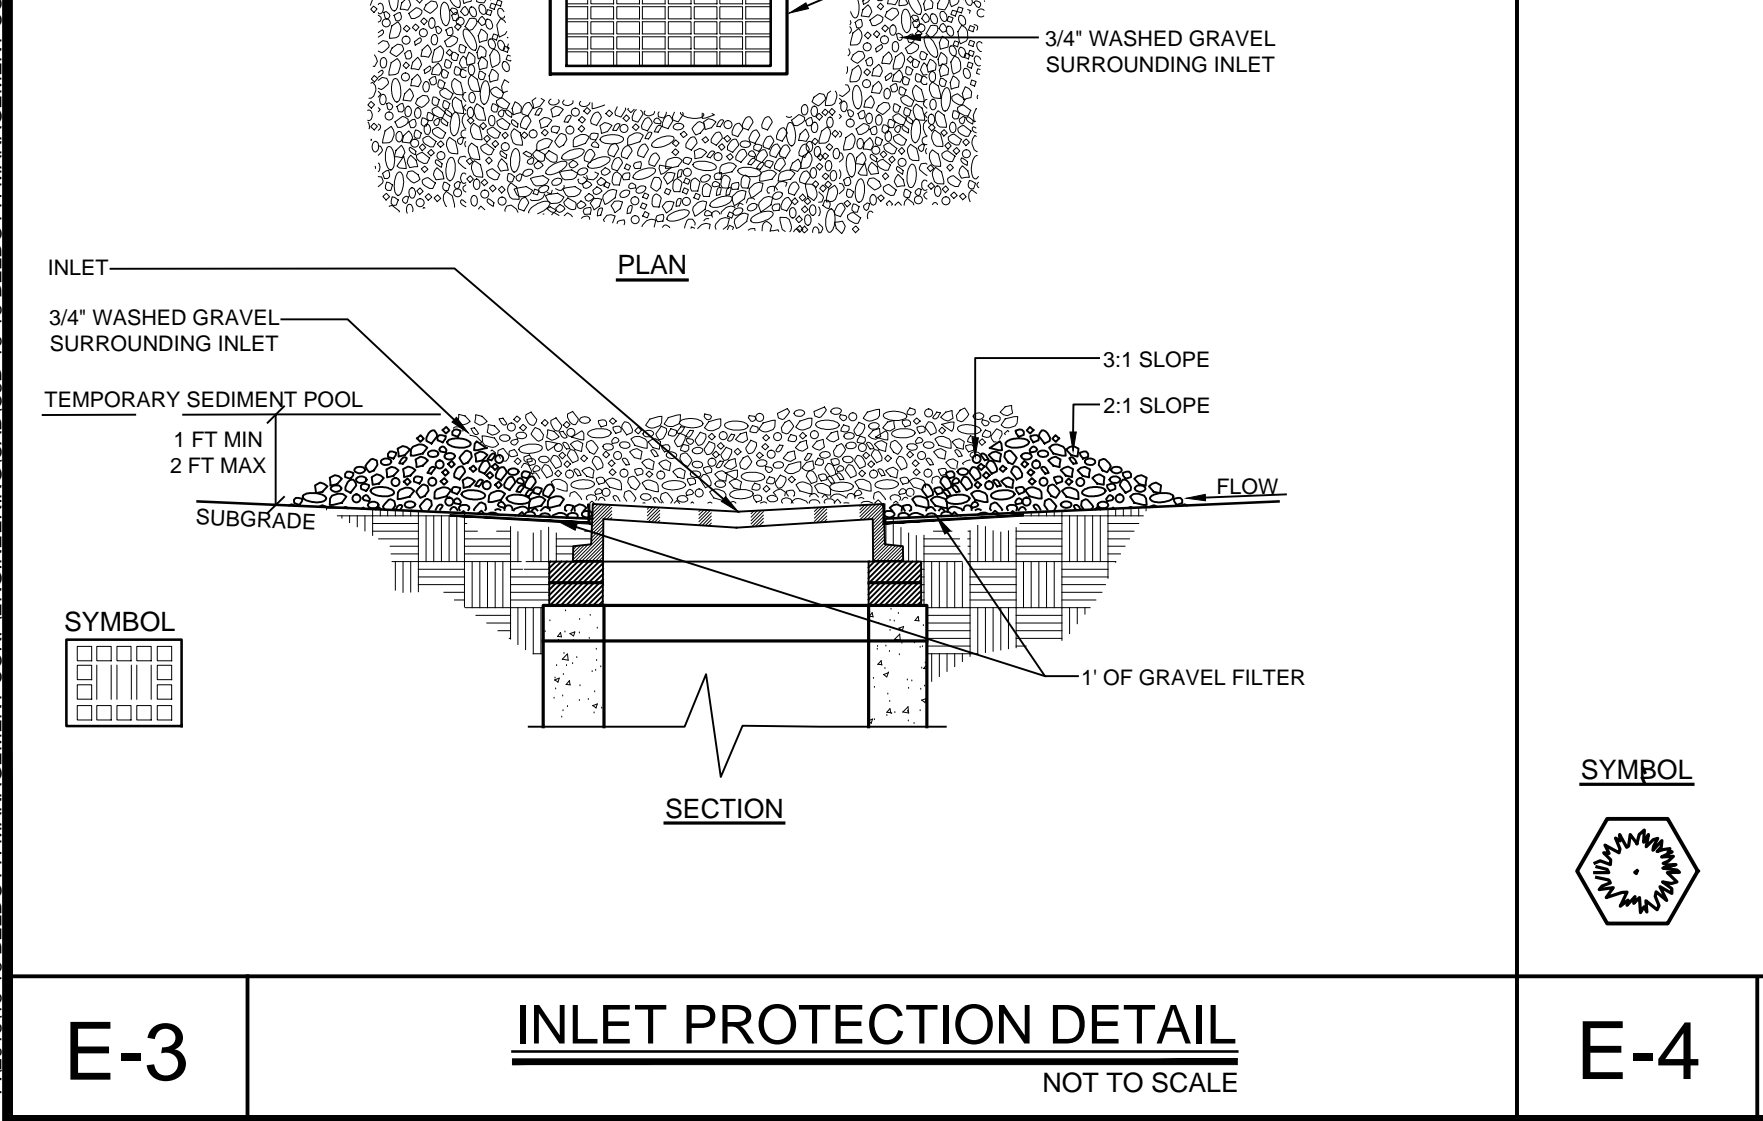 3/4" WASHED GRAVEL
SURROUNDING INLET
PLAN
INLET
3/4" WASHED GRAVEL
SURROUNDING INLET
TEMPORARY SEDIMENT POOL
1 FT MIN
2 FT MAX
SUBGRADE
3:1 SLOPE
2:1 SLOPE
FLOW
1' OF GRAVEL FILTER
SYMBOL
SECTION
SYMBOL
E-3
INLET PROTECTION DETAIL
NOT TO SCALE
E-4